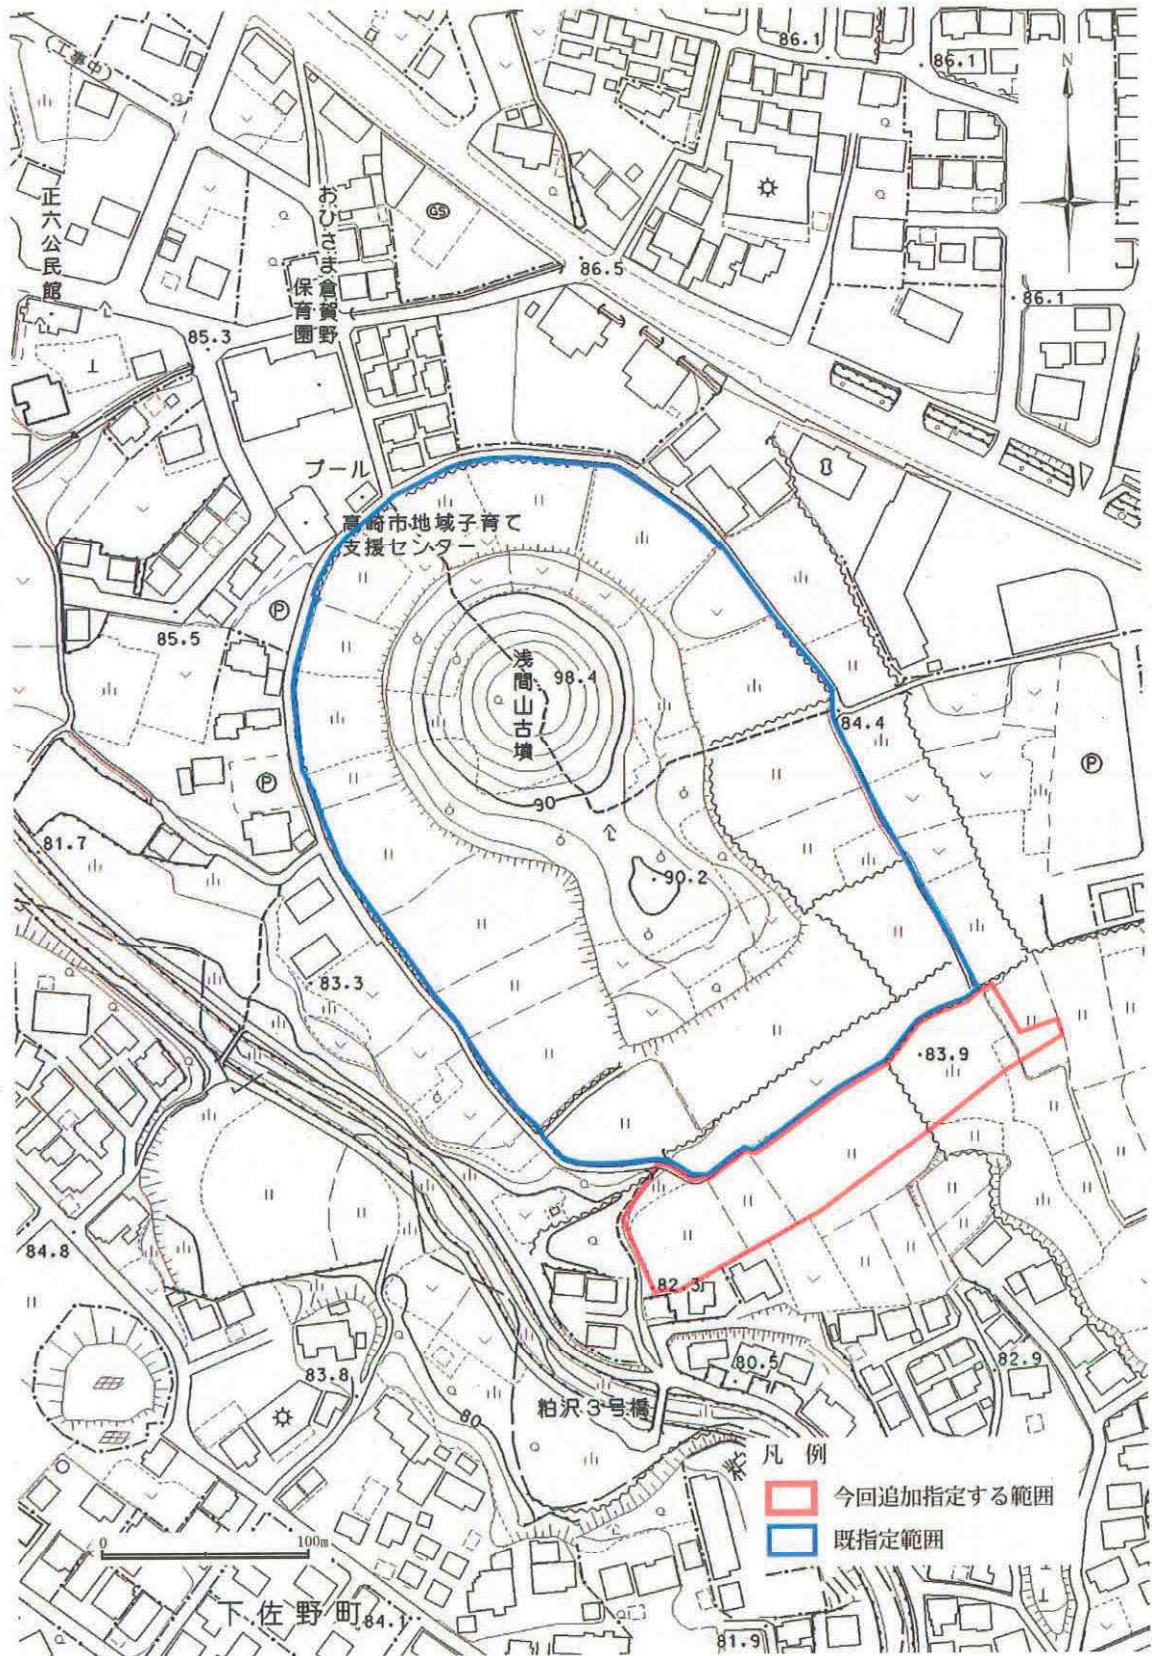 工事中
86.1
86.1
N
正六公民館
おひさま倉賀野
保育園
GS
86.5
86.1
85.3
プール
高崎市地域子育て
支援センター
P
85.5
浅間山古墳
98.4
84.4
P
P
90
81.7
90.2
83.3
83.9
84.8
82.3
83.8
80.5
82.9
80
粕沢3号橋
凡 例
今回追加指定する範囲
既指定範囲
0 100m
下佐野町
84.1
81.9